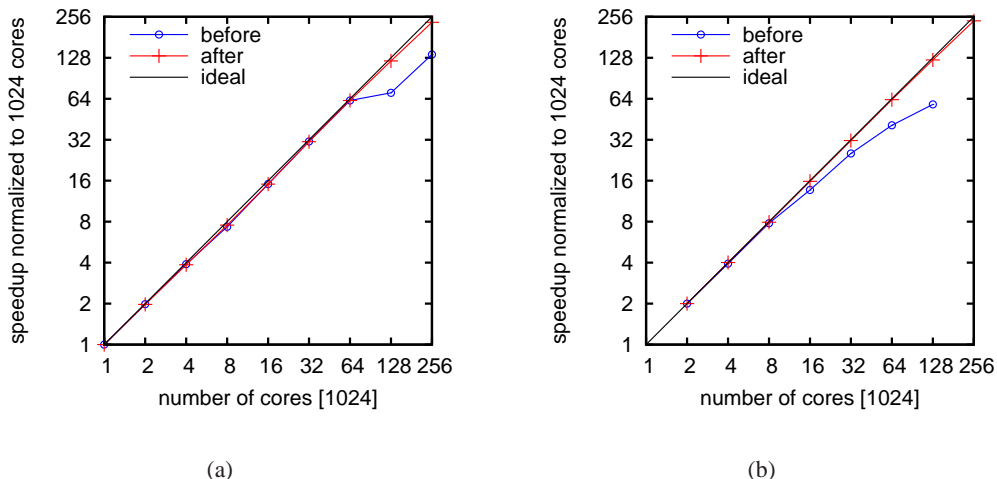 speedup normalized to 1024 cores
256
128
64
32
16
8
4
2
1
before
after
ideal
1 2 4 8 16 32 64 128 256
number of cores [1024]
(a)
speedup normalized to 1024 cores
256
128
64
32
16
8
4
2
1
before
after
ideal
1 2 4 8 16 32 64 128 256
number of cores [1024]
(b)